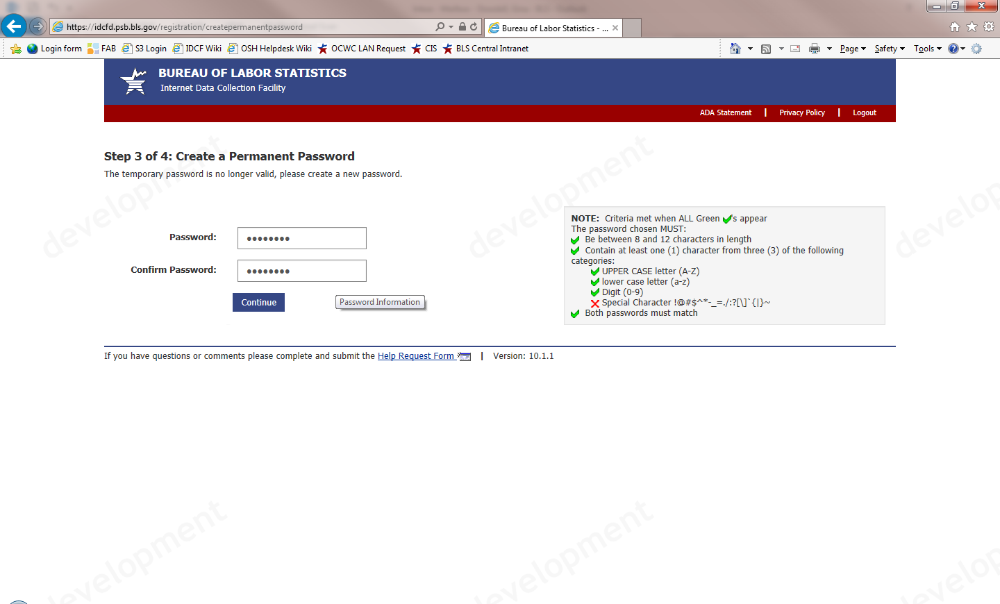 https://idcfd.psb.bls.gov/registration/createpermanentpassword
Bureau of Labor Statistics - ...
Login form FAB S3 Login IDCF Wiki OSH Helpdesk Wiki OCWC LAN Request CIS BLS Central Intranet
Page Safety Tools
BUREAU OF LABOR STATISTICS
Internet Data Collection Facility
ADA Statement | Privacy Policy | Logout
Step 3 of 4: Create a Permanent Password
The temporary password is no longer valid, please create a new password.
Password: ••••••••
Confirm Password: ••••••••
Continue
Password Information
NOTE: Criteria met when ALL Green 's appear
The password chosen MUST:
Be between 8 and 12 characters in length
Contain at least one (1) character from three (3) of the following
categories:
UPPER CASE letter (A-Z)
lower case letter (a-z)
Digit (0-9)
Special Character !@#$^*-_=./:?[\]`{|}~
Both passwords must match
If you have questions or comments please complete and submit the Help Request Form | Version: 10.1.1
development
development
development
development
development
development